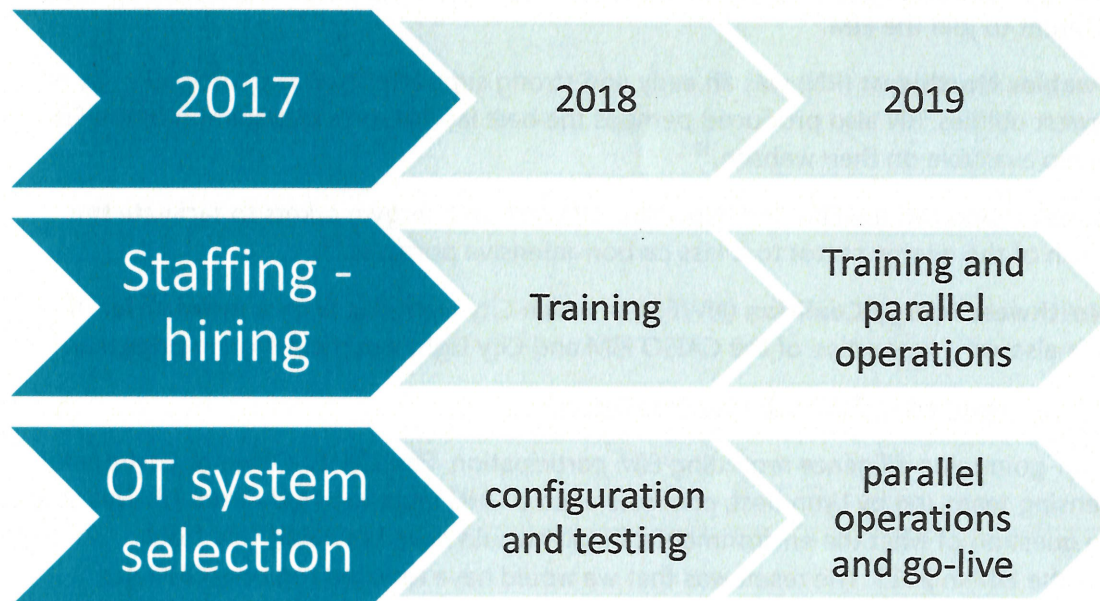 2017
2018
2019
Staffing -
hiring
Training
Training and
parallel
operations
OT system
selection
configuration
and testing
parallel
operations
and go-live